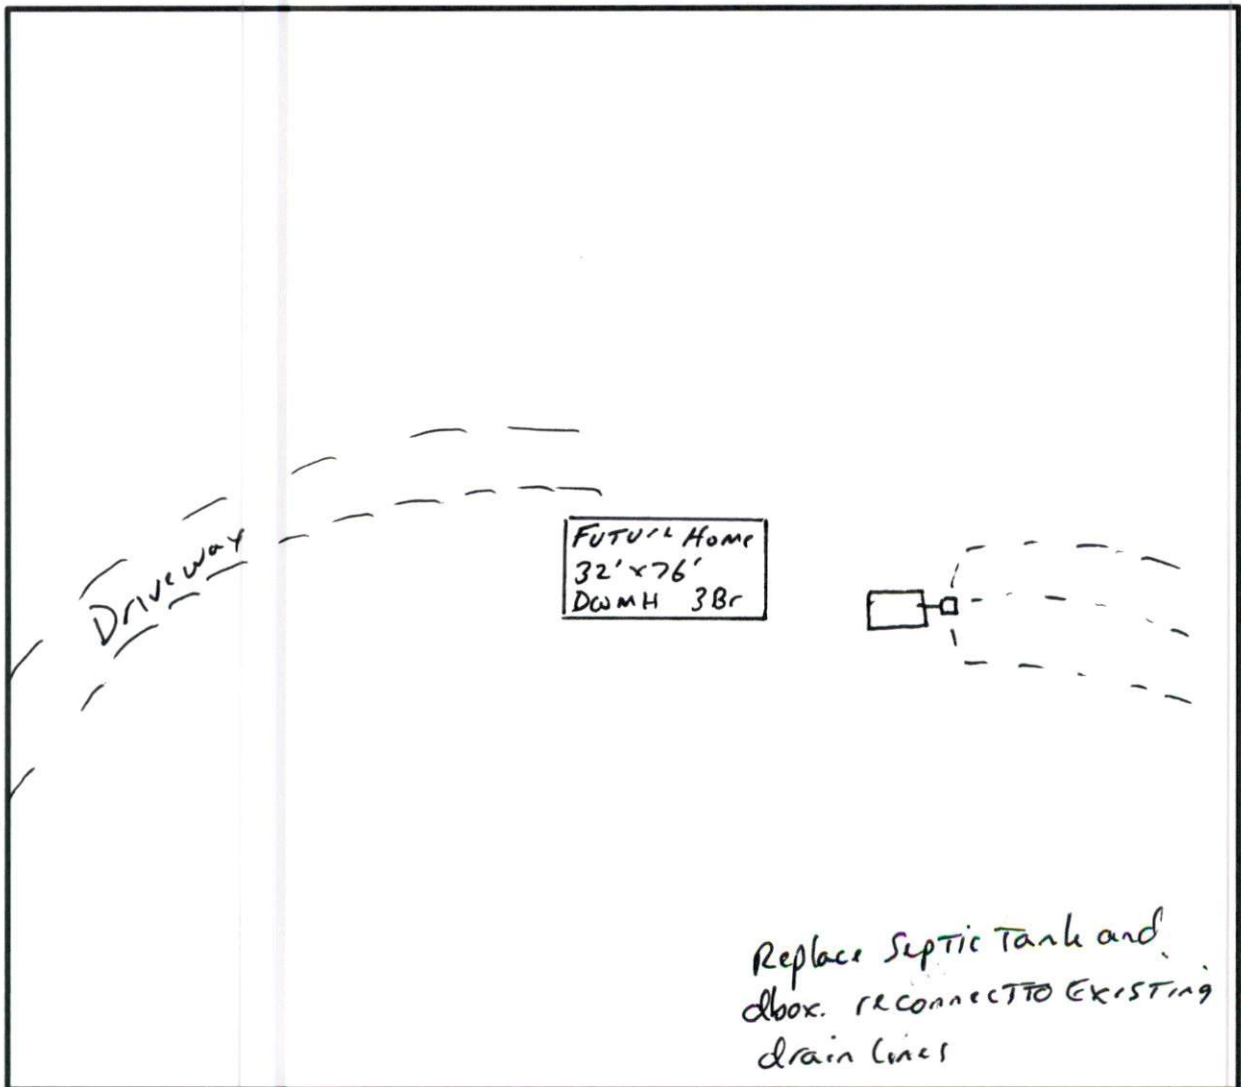 Driveway
Future Home
32'x76'
DWMH 3Br
Replace Septic Tank and
dbox. reconnect to Existing
drain lines